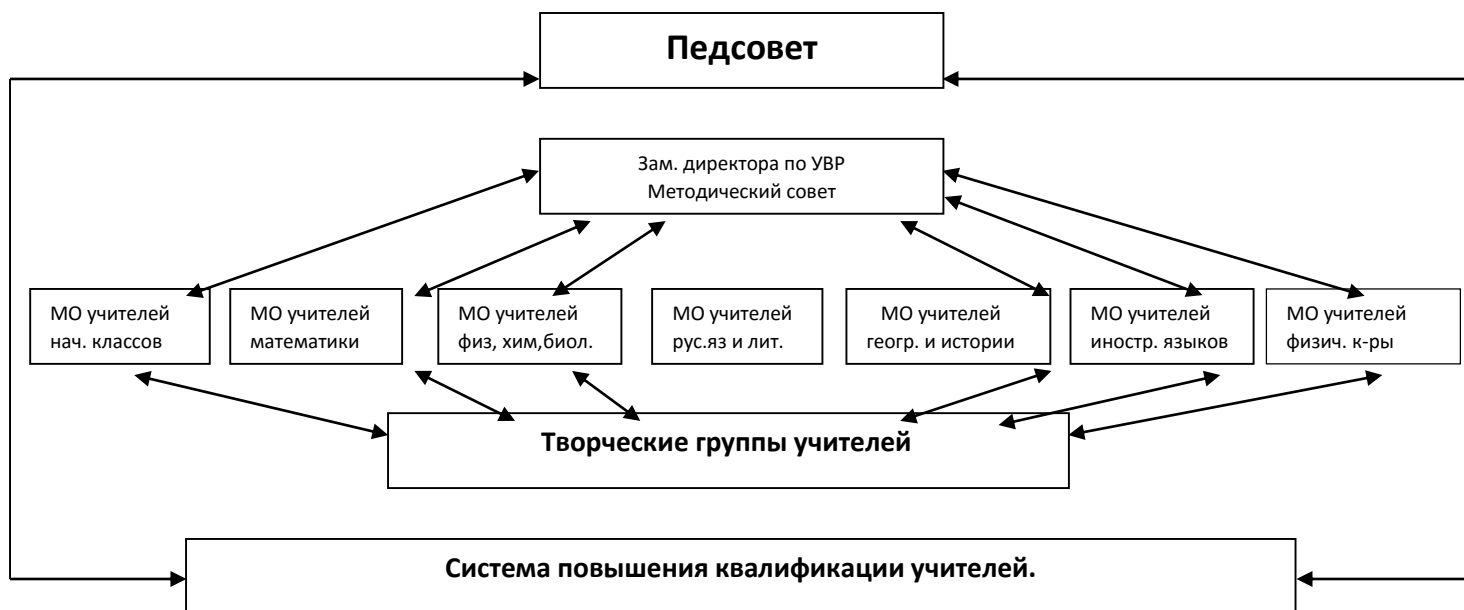 Педсовет
Зам. директора по УВР
Методический совет
МО учителей
нач. классов
МО учителей
математики
МО учителей
физ, хим,биол.
МО учителей
рус.яз и лит.
МО учителей
геогр. и истории
МО учителей
иностр. языков
МО учителей
физич. к-ры
Творческие группы учителей
Система повышения квалификации учителей.